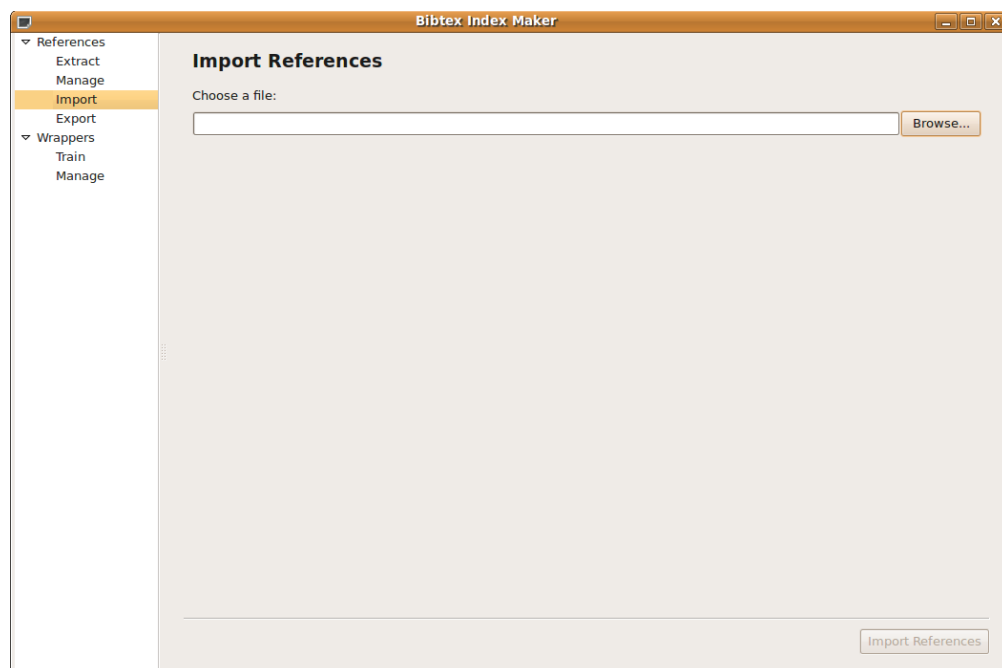 Bibtex Index Maker
References
Extract
Manage
Import
Export
Wrappers
Train
Manage
Import References
Choose a file:
Browse...
Import References